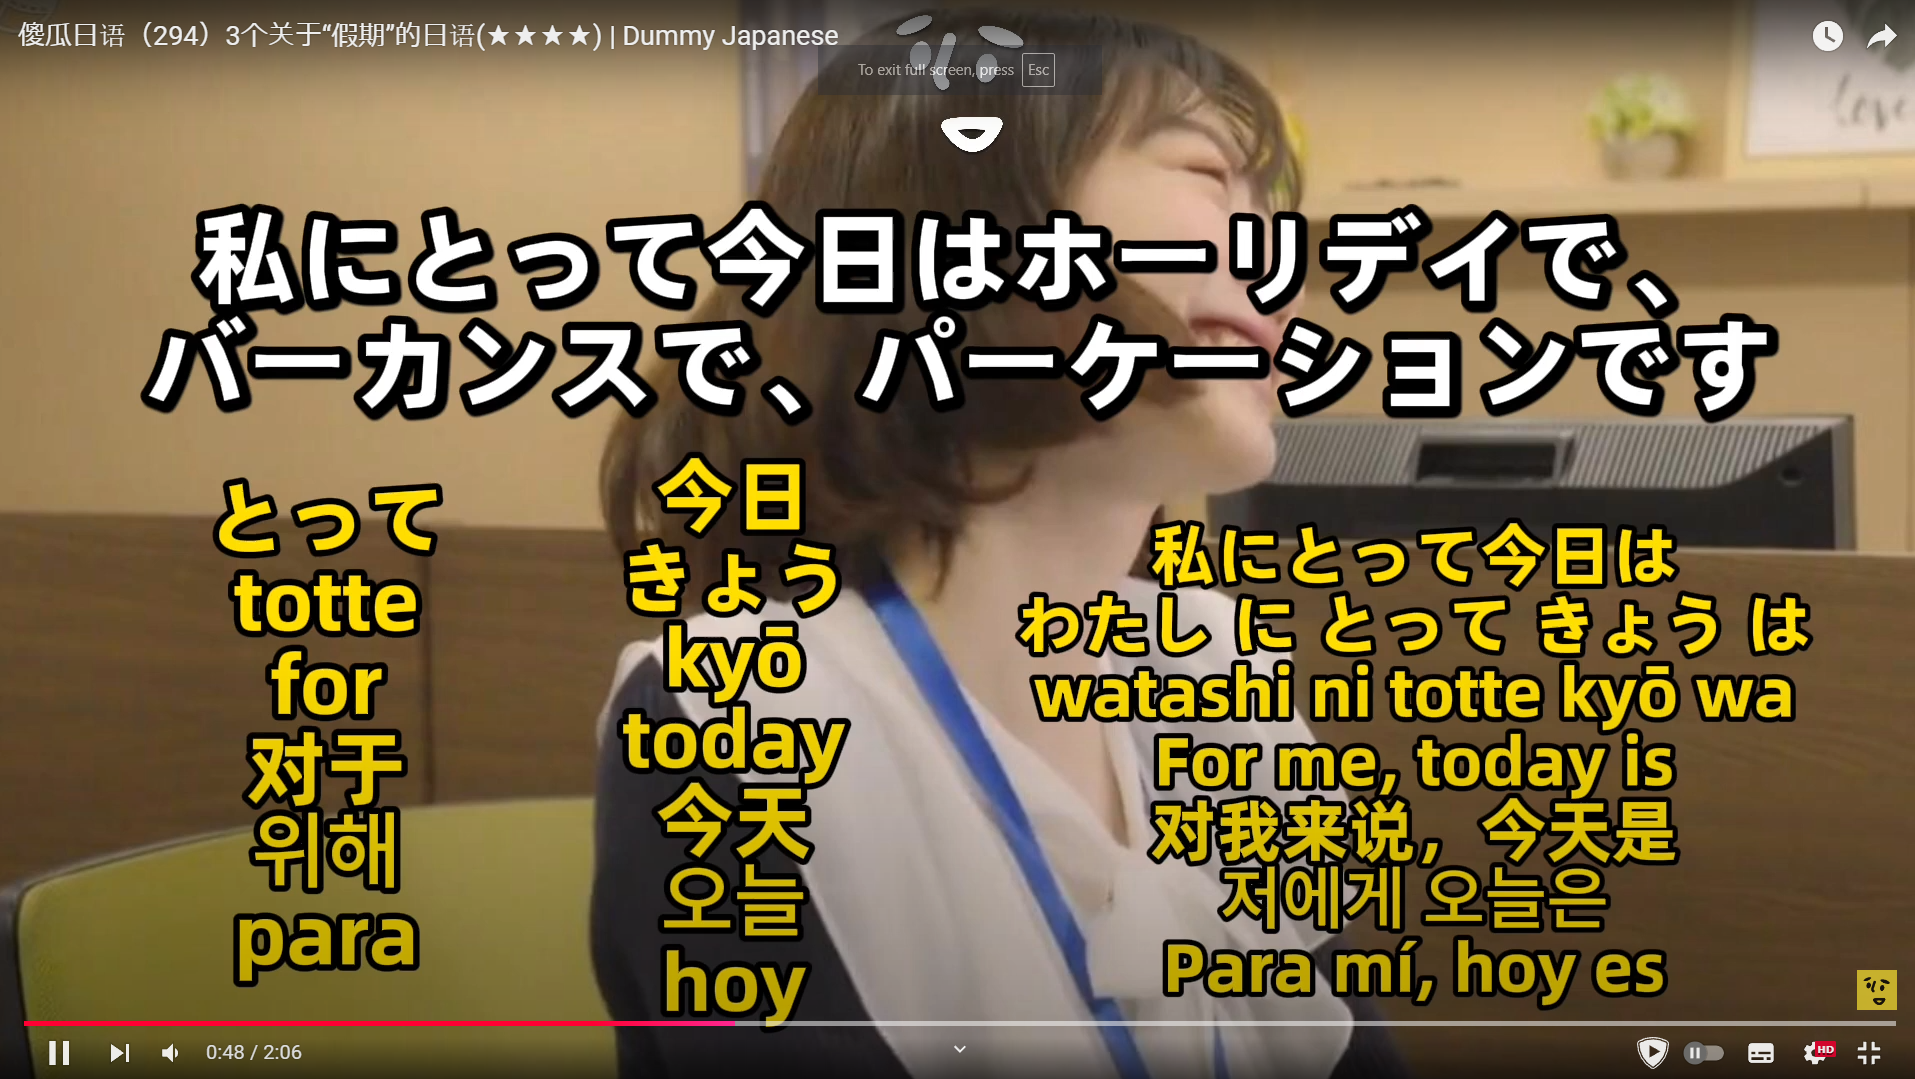 傻瓜日语（294）3个关于“假期”的日语(★★★★) | Dummy Japanese
To exit full screen, press Esc
love
私にとって今日はホーリデイで、
バーカンスで、パーケーションです
とって
totte
for
对于
위해
para
今日
きょう
kyō
today
今天
오늘
hoy
私にとって今日は
わたし に とって きょう は
watashi ni totte kyō wa
For me, today is
对我来说，今天是
저에게 오늘은
Para mí, hoy es
0:48 / 2:06
HD